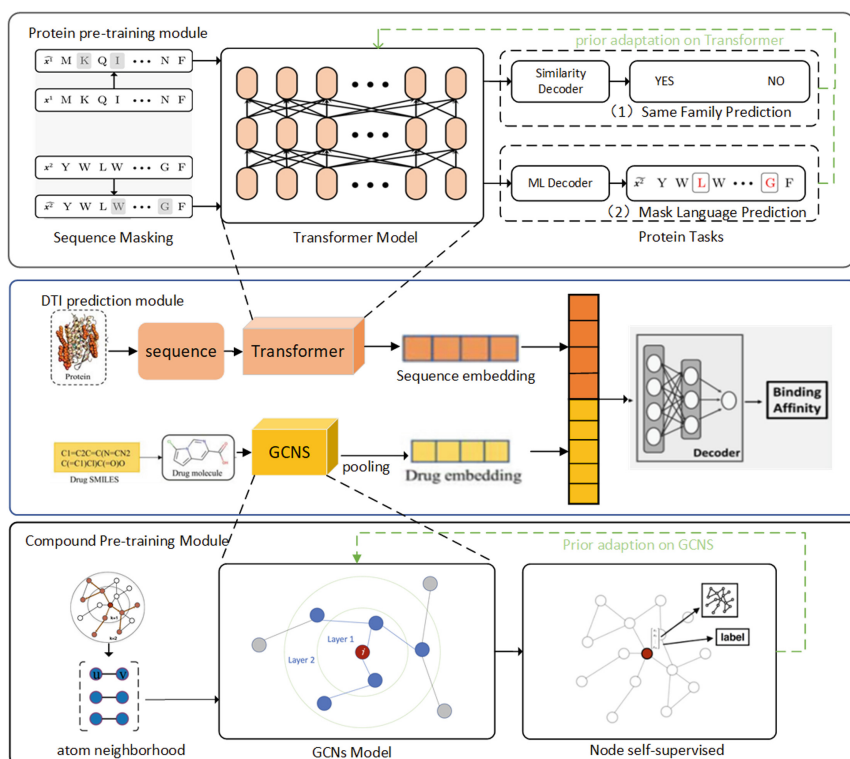 Protein pre-training module
prior adaptation on Transformer
x̃¹ M K Q I ••• N F
x¹ M K Q I ••• N F
x² Y W L W ••• G F
x̃² Y W L W ••• G F
Sequence Masking
Transformer Model
Similarity
Decoder
YES NO
(1) Same Family Prediction
ML Decoder
x̃² Y W L W ••• G F
(2) Mask Language Prediction
Protein Tasks
DTI prediction module
Protein
sequence
Transformer
Sequence embedding
C1=C2C=C(N=CN2
C(=C1)Cl)C(=O)O
Drug SMILES
Drug molecule
GCNS
pooling
Drug embedding
Decoder
Binding
Affinity
Compound Pre-training Module
Prior adaption on GCNS
k=1
k=2
u v
atom neighborhood
Layer 1
Layer 2
GCNs Model
label
Node self-supervised